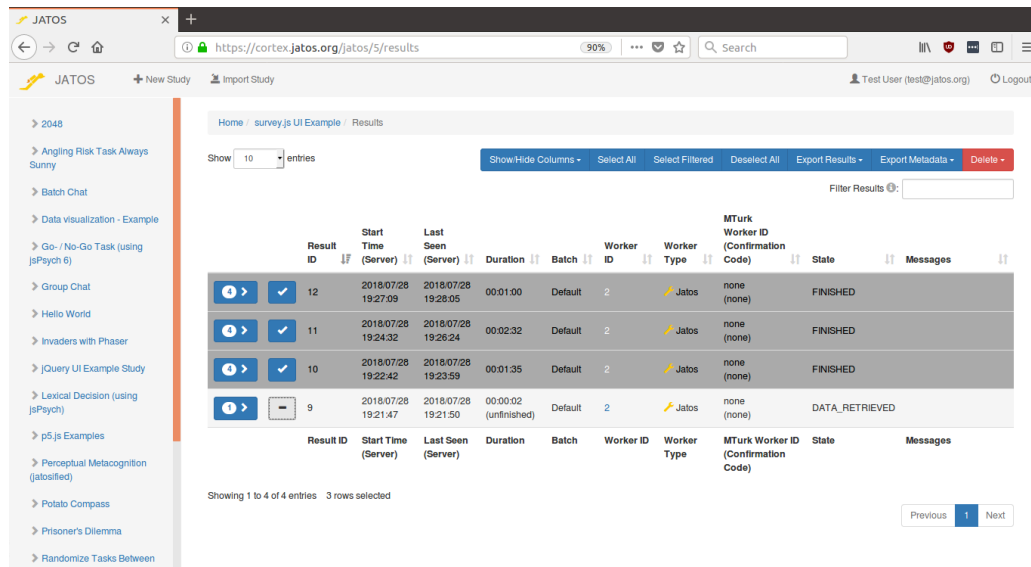 JATOS
https://cortex.jatos.org/jatos/5/results
90%
Search
JATOS
New Study
Import Study
Test User (test@jatos.org)
Logout
2048
Angling Risk Task Always
Sunny
Batch Chat
Data visualization - Example
Go- / No-Go Task (using
jsPsych 6)
Group Chat
Hello World
Invaders with Phaser
jQuery UI Example Study
Lexical Decision (using
jsPsych)
p5.js Examples
Perceptual Metacognition
(jatosified)
Potato Compass
Prisoner's Dilemma
Randomize Tasks Between
Home / survey.js UI Example / Results
Show 10 entries
Show/Hide Columns
Select All
Select Filtered
Deselect All
Export Results
Export Metadata
Delete
Filter Results
Result ID
Start Time (Server)
Last Seen (Server)
Duration
Batch
Worker ID
Worker Type
MTurk Worker ID (Confirmation Code)
State
Messages
4 12 2018/07/28 19:27:09 2018/07/28 19:28:05 00:01:00 Default 2 Jatos none (none) FINISHED
4 11 2018/07/28 19:24:32 2018/07/28 19:26:24 00:02:32 Default 2 Jatos none (none) FINISHED
4 10 2018/07/28 19:22:42 2018/07/28 19:23:59 00:01:35 Default 2 Jatos none (none) FINISHED
1 9 2018/07/28 19:21:47 2018/07/28 19:21:50 00:00:02 (unfinished) Default 2 Jatos none (none) DATA_RETRIEVED
Result ID
Start Time (Server)
Last Seen (Server)
Duration
Batch
Worker ID
Worker Type
MTurk Worker ID (Confirmation Code)
State
Messages
Showing 1 to 4 of 4 entries 3 rows selected
Previous 1 Next